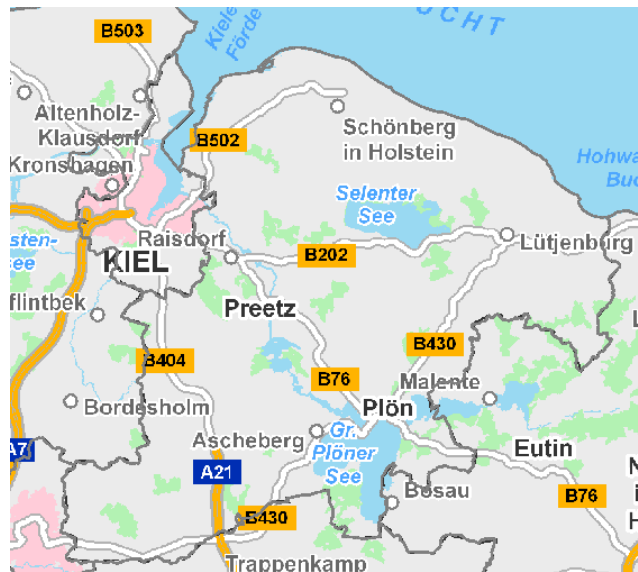 B503
Kieler
Förde
UCHT
Altenholz-
Klausdorf
Kronshagen
B502
Schönberg
in Holstein
Hohwa
Buc
Selenter
See
Raisdorf
Lütjenburg
sten-
see
KIEL
B202
flintbek
Preetz
L
B404
B430
B76
Malente
Bordesholm
Plön
Ascheberg
Gr.
Plöner
See
Eutin
A7
A21
Bosau
N
i
H
B76
B430
Trappenkamp